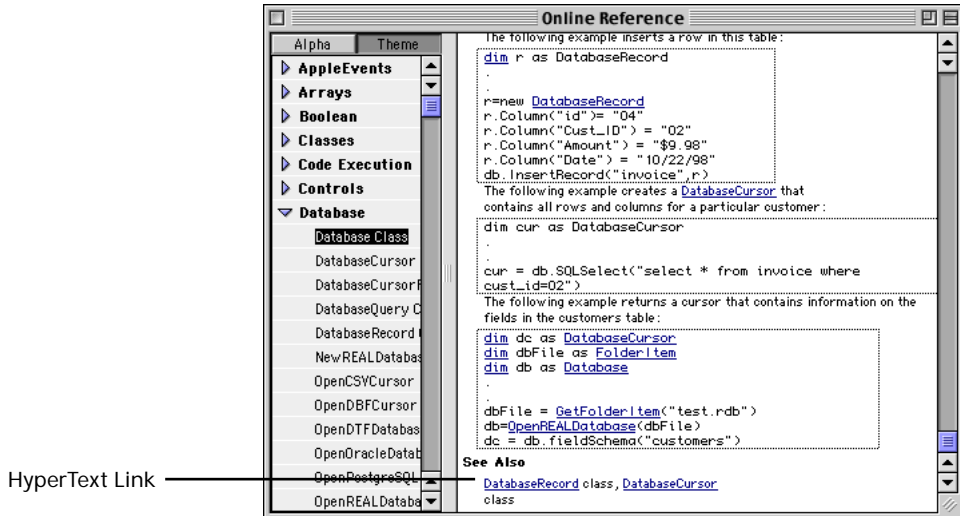 Online Reference
Alpha Theme
AppleEvents
Arrays
Boolean
Classes
Code Execution
Controls
Database
Database Class
DatabaseCursor
DatabaseCursorF
DatabaseQuery C
DatabaseRecord
NewREALDatabas
OpenCSVCursor
OpenDBFCursor
OpenDTFDatabas
OpenOracleDatab
OpenPostgreSQL
OpenREALDataba
The following example inserts a row in this table:
dim r as DatabaseRecord
.
.
r=new DatabaseRecord
r.Column("id")= "04"
r.Column("Cust_ID") = "02"
r.Column("Amount") = "$9.98"
r.Column("Date") = "10/22/98"
db.InsertRecord("invoice",r)
The following example creates a DatabaseCursor that
contains all rows and columns for a particular customer:
dim cur as DatabaseCursor
.
.
cur = db.SQLSelect("select * from invoice where
cust_id=02")
The following example returns a cursor that contains information on the
fields in the customers table:
dim dc as DatabaseCursor
dim dbFile as FolderItem
dim db as Database
.
.
dbFile = GetFolderItem("test.rdb")
db=OpenREALDatabase(dbFile)
dc = db.fieldSchema("customers")
See Also
DatabaseRecord class, DatabaseCursor
class
HyperText Link